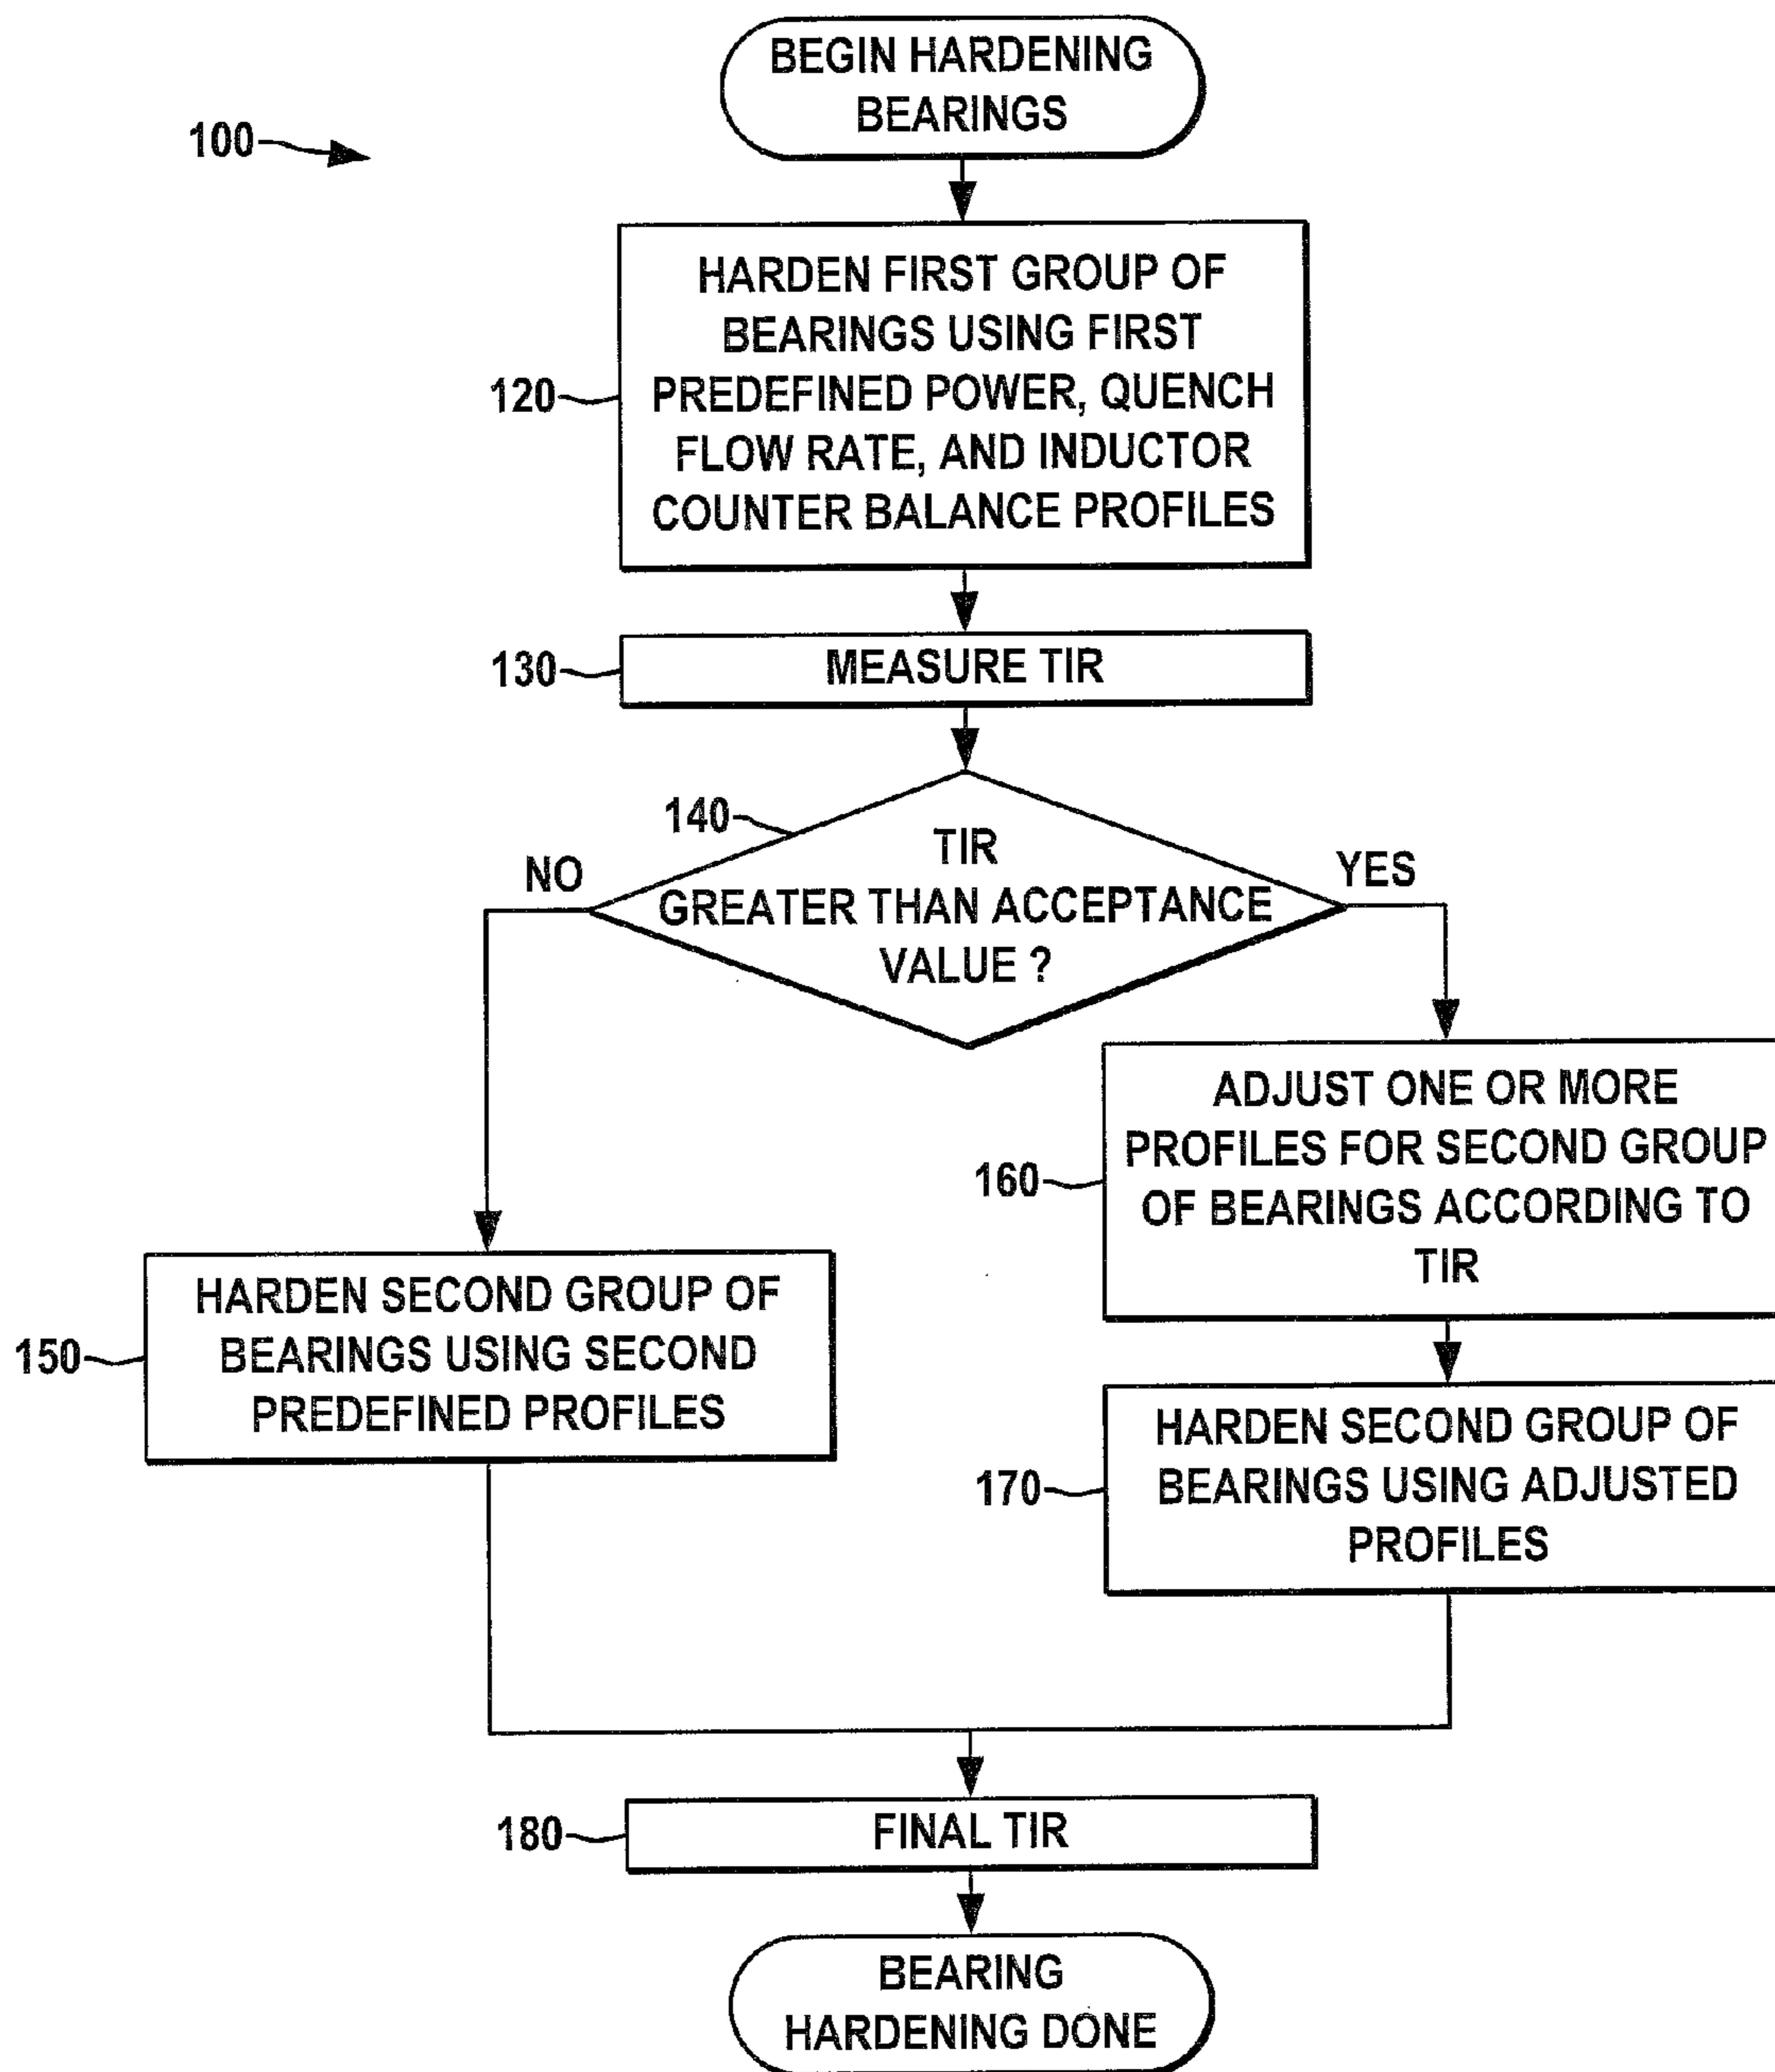 BEGIN HARDENING
BEARINGS
100
HARDEN FIRST GROUP OF
BEARINGS USING FIRST
PREDEFINED POWER, QUENCH
FLOW RATE, AND INDUCTOR
COUNTER BALANCE PROFILES
120
MEASURE TIR
130
140
TIR
GREATER THAN ACCEPTANCE
VALUE ?
NO
YES
ADJUST ONE OR MORE
PROFILES FOR SECOND GROUP
OF BEARINGS ACCORDING TO
TIR
160
HARDEN SECOND GROUP OF
BEARINGS USING SECOND
PREDEFINED PROFILES
150
HARDEN SECOND GROUP OF
BEARINGS USING ADJUSTED
PROFILES
170
FINAL TIR
180
BEARING
HARDENING DONE